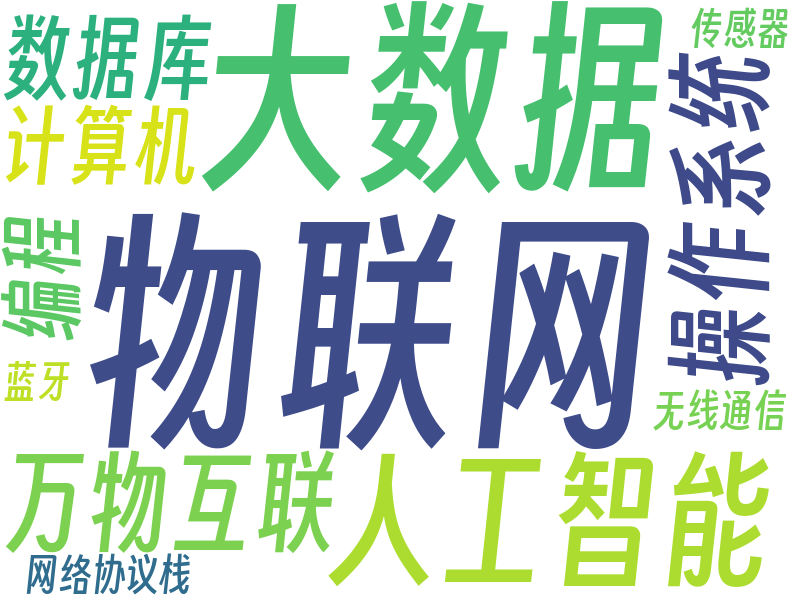 数据库
大数据
传感器
计算机
操作系统
编程
物联网
蓝牙
无线通信
万物互联
人工智能
网络协议栈